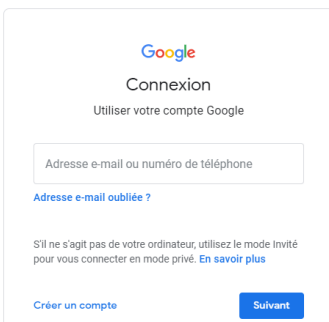 Google
Connexion
Utiliser votre compte Google
Adresse e-mail ou numéro de téléphone
Adresse e-mail oubliée ?
S'il ne s'agit pas de votre ordinateur, utilisez le mode Invité
pour vous connecter en mode privé. En savoir plus
Créer un compte
Suivant